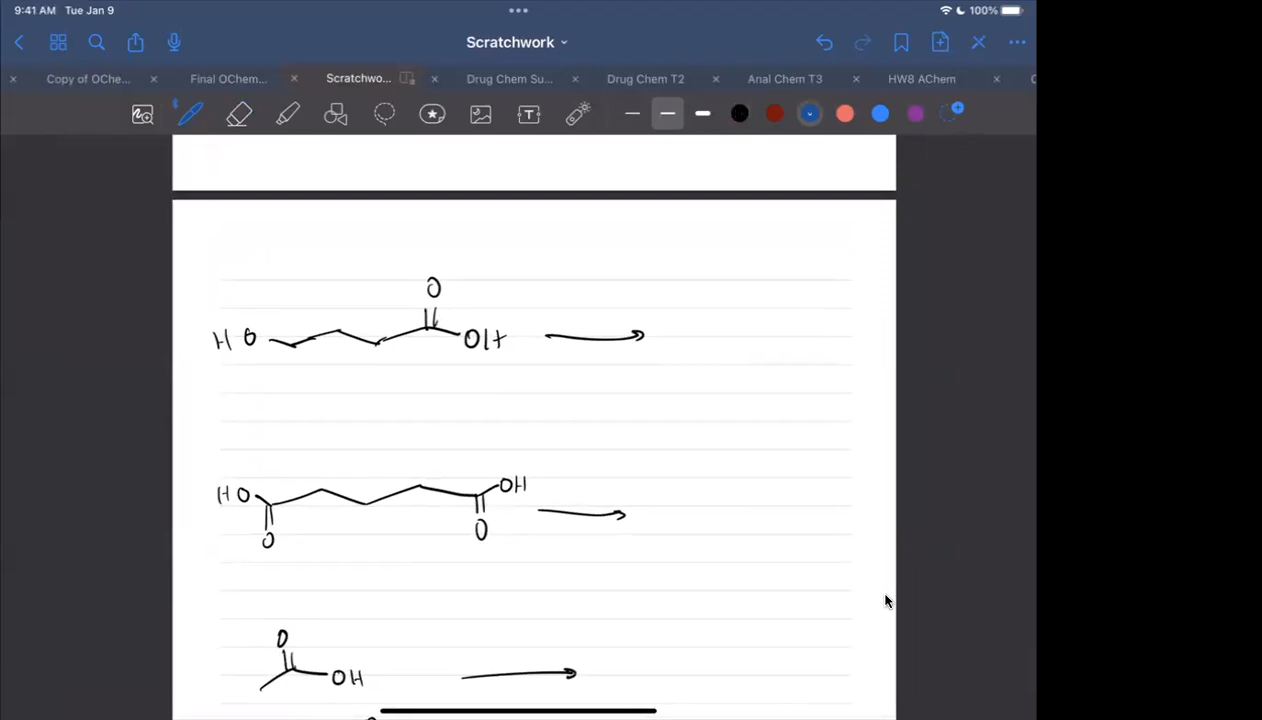 9:41 AM Tue Jan 9
100%
Scratchwork
Copy of OChe...
Final OChem...
Scratchwo...
Drug Chem Su...
Drug Chem T2
Anal Chem T3
HW8 AChem
T
O
HO
OH
HO
OH
O
O
O
OH